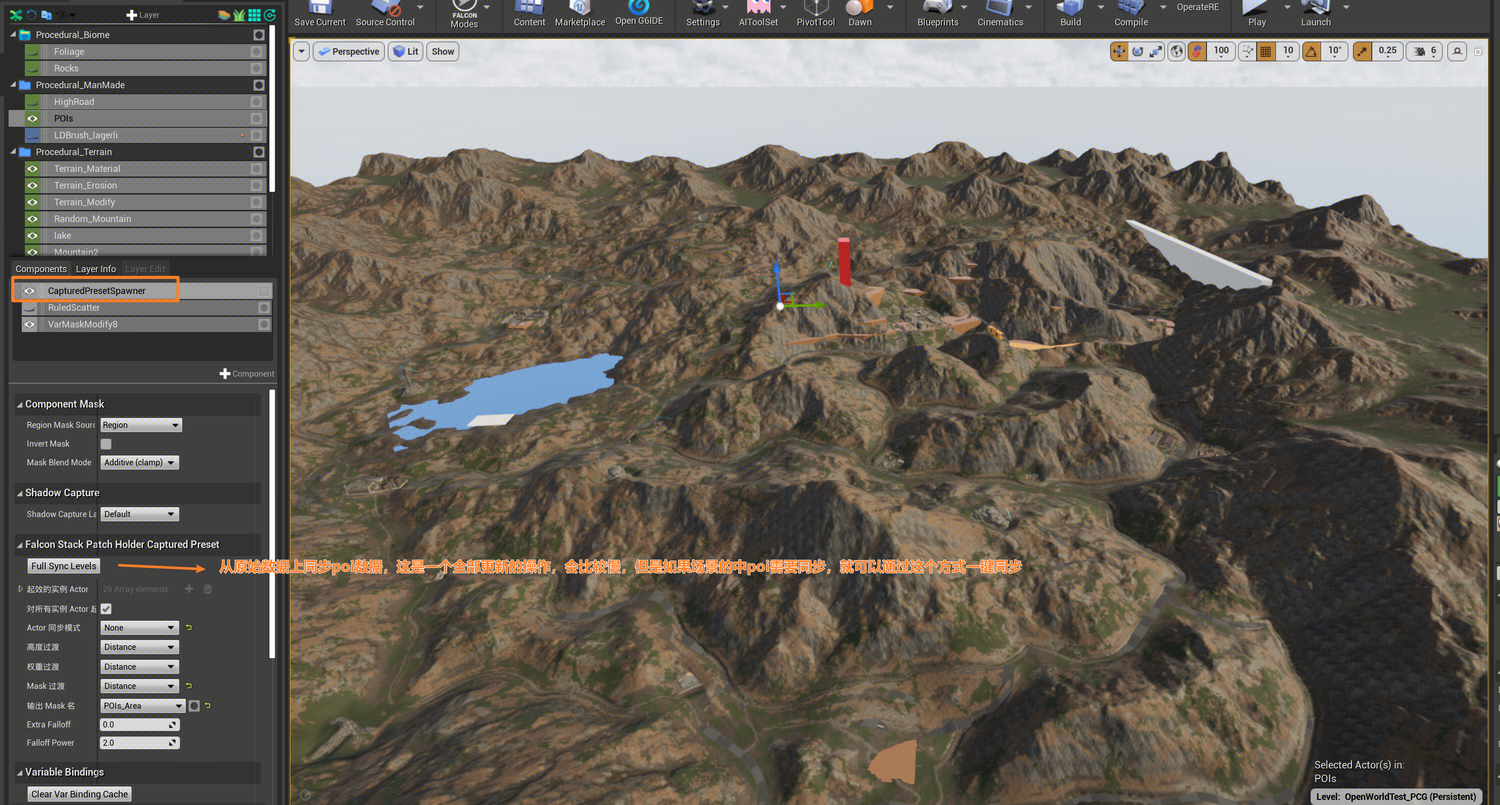 Layer
Procedural_Biome
Foliage
Rocks
Procedural_ManMade
HighRoad
POIs
LDBrush_lagerli
Procedural_Terrain
Terrain_Material
Terrain_Erosion
Terrain_Modify
Random_Mountain
lake
Mountain2
Components Layer Info Layer Edit
CapturedPresetSpawner
RuledScatter
VarMaskModify8
Component
Component Mask
Region Mask Sourc Region
Invert Mask
Mask Blend Mode Additive (clamp)
Shadow Capture
Shadow Capture La Default
Falcon Stack Patch Holder Captured Preset
Full Sync Levels
起效的实例 Actor 29 Array elements
对所有实例 Actor 起
Actor 同步模式 None
高度过渡 Distance
权重过渡 Distance
Mask 过渡 Distance
输出 Mask 名 POIs_Area
Extra Falloff 0.0
Falloff Power 2.0
Variable Bindings
Clear Var Binding Cache
Save Current Source Control FALCON Modes Content Marketplace Open G6IDE Settings AIToolSet PivotTool Dawn Blueprints Cinematics Build Compile OperateRE Play Launch
Perspective Lit Show 100 10 10° 0.25 6
从原始数据上同步poi数据，这是一个全部更新的操作，会比较慢，但是如果场景的中poi需要同步，就可以通过这个方式一键同步
Selected Actor(s) in:
POIs
Level: OpenWorldTest_PCG (Persistent)